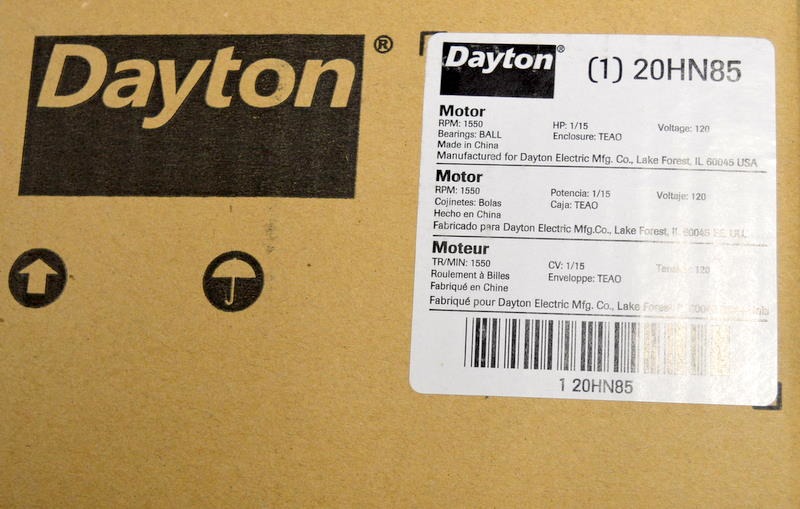 Dayton®
Dayton® (1) 20HN85
Motor
RPM: 1550 HP: 1/15 Voltage: 120
Bearings: BALL Enclosure: TEAO
Made in China
Manufactured for Dayton Electric Mfg. Co., Lake Forest, IL 60045 USA
Motor
RPM: 1550 Potencia: 1/15 Voltaje: 120
Cojinetes: Bolas Caja: TEAO
Hecho en China
Fabricado para Dayton Electric Mfg.Co., Lake Forest, IL 60045 EE. UU.
Moteur
TR/MIN: 1550 CV: 1/15 120
Roulement à Billes Enveloppe: TEAO
Fabriqué en Chine
Fabriqué pour Dayton Electric Mfg. Co., Lake Forest
1 20HN85